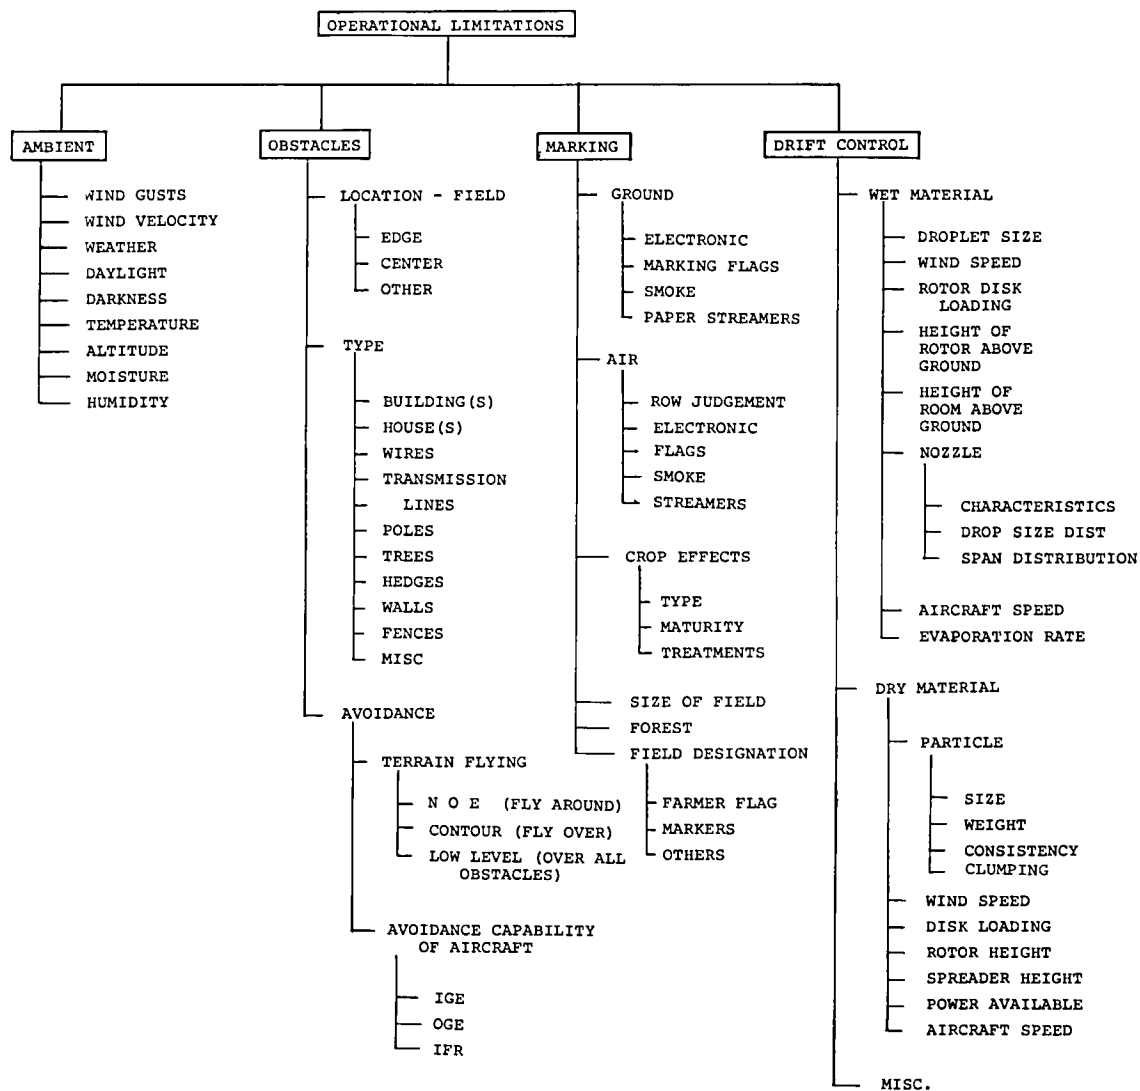 OPERATIONAL LIMITATIONS
AMBIENT
WIND GUSTS
WIND VELOCITY
WEATHER
DAYLIGHT
DARKNESS
TEMPERATURE
ALTITUDE
MOISTURE
HUMIDITY
OBSTACLES
LOCATION - FIELD
EDGE
CENTER
OTHER
TYPE
BUILDING(S)
HOUSE(S)
WIRES
TRANSMISSION
LINES
POLES
TREES
HEDGES
WALLS
FENCES
MISC
AVOIDANCE
TERRAIN FLYING
N O E (FLY AROUND)
CONTOUR (FLY OVER)
LOW LEVEL (OVER ALL
OBSTACLES)
AVOIDANCE CAPABILITY
OF AIRCRAFT
IGE
OGE
IFR
MARKING
GROUND
ELECTRONIC
MARKING FLAGS
SMOKE
PAPER STREAMERS
AIR
ROW JUDGEMENT
ELECTRONIC
FLAGS
SMOKE
STREAMERS
CROP EFFECTS
TYPE
MATURITY
TREATMENTS
SIZE OF FIELD
FOREST
FIELD DESIGNATION
FARMER FLAG
MARKERS
OTHERS
DRIFT CONTROL
WET MATERIAL
DROPLET SIZE
WIND SPEED
ROTOR DISK
LOADING
HEIGHT OF
ROTOR ABOVE
GROUND
HEIGHT OF
ROOM ABOVE
GROUND
NOZZLE
CHARACTERISTICS
DROP SIZE DIST
SPAN DISTRIBUTION
AIRCRAFT SPEED
EVAPORATION RATE
DRY MATERIAL
PARTICLE
SIZE
WEIGHT
CONSISTENCY
CLUMPING
WIND SPEED
DISK LOADING
ROTOR HEIGHT
SPREADER HEIGHT
POWER AVAILABLE
AIRCRAFT SPEED
MISC.